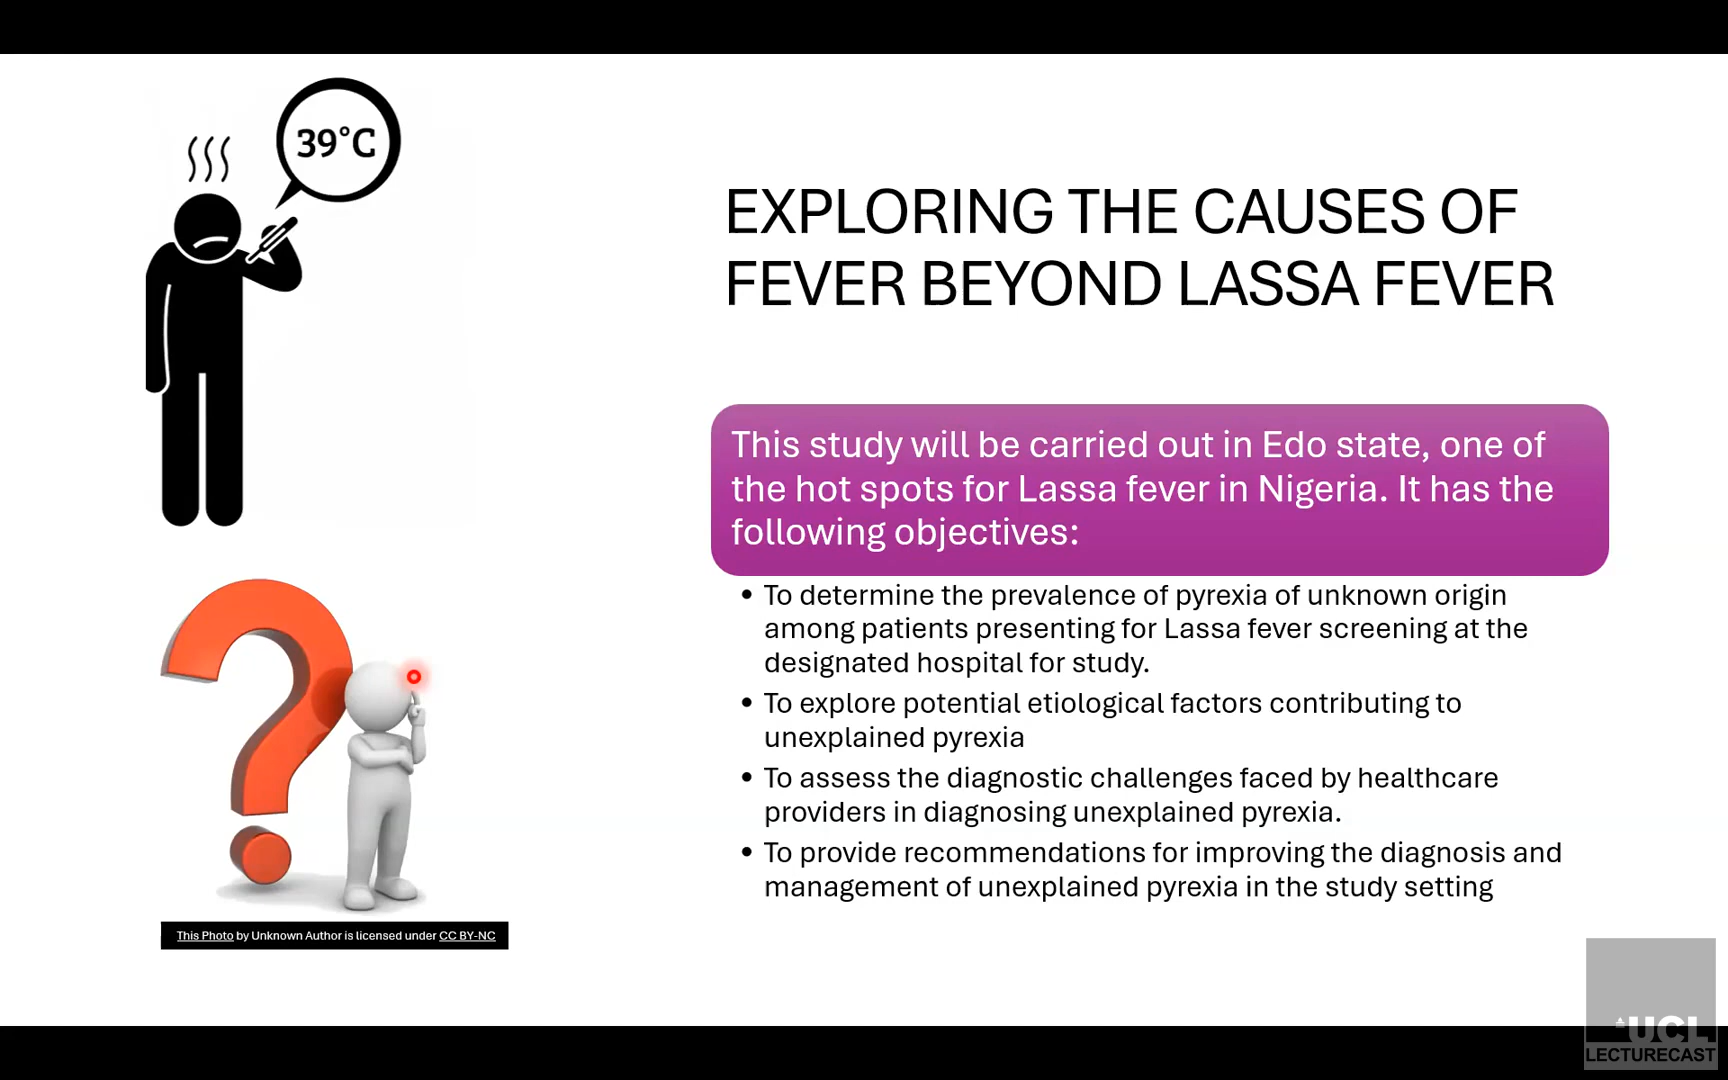 39°C
EXPLORING THE CAUSES OF
FEVER BEYOND LASSA FEVER
This study will be carried out in Edo state, one of
the hot spots for Lassa fever in Nigeria. It has the
following objectives:
• To determine the prevalence of pyrexia of unknown origin
among patients presenting for Lassa fever screening at the
designated hospital for study.
• To explore potential etiological factors contributing to
unexplained pyrexia
• To assess the diagnostic challenges faced by healthcare
providers in diagnosing unexplained pyrexia.
• To provide recommendations for improving the diagnosis and
management of unexplained pyrexia in the study setting
This Photo by Unknown Author is licensed under CC BY-NC
UCL
LECTURECAST